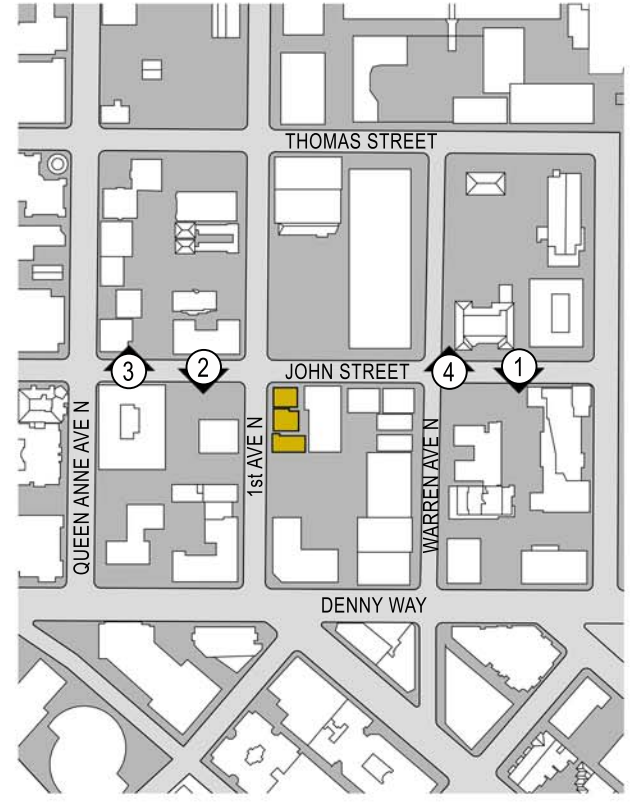 THOMAS STREET
3
2
JOHN STREET
4
1
QUEEN ANNE AVE N
1st AVE N
WARREN AVE N
DENNY WAY